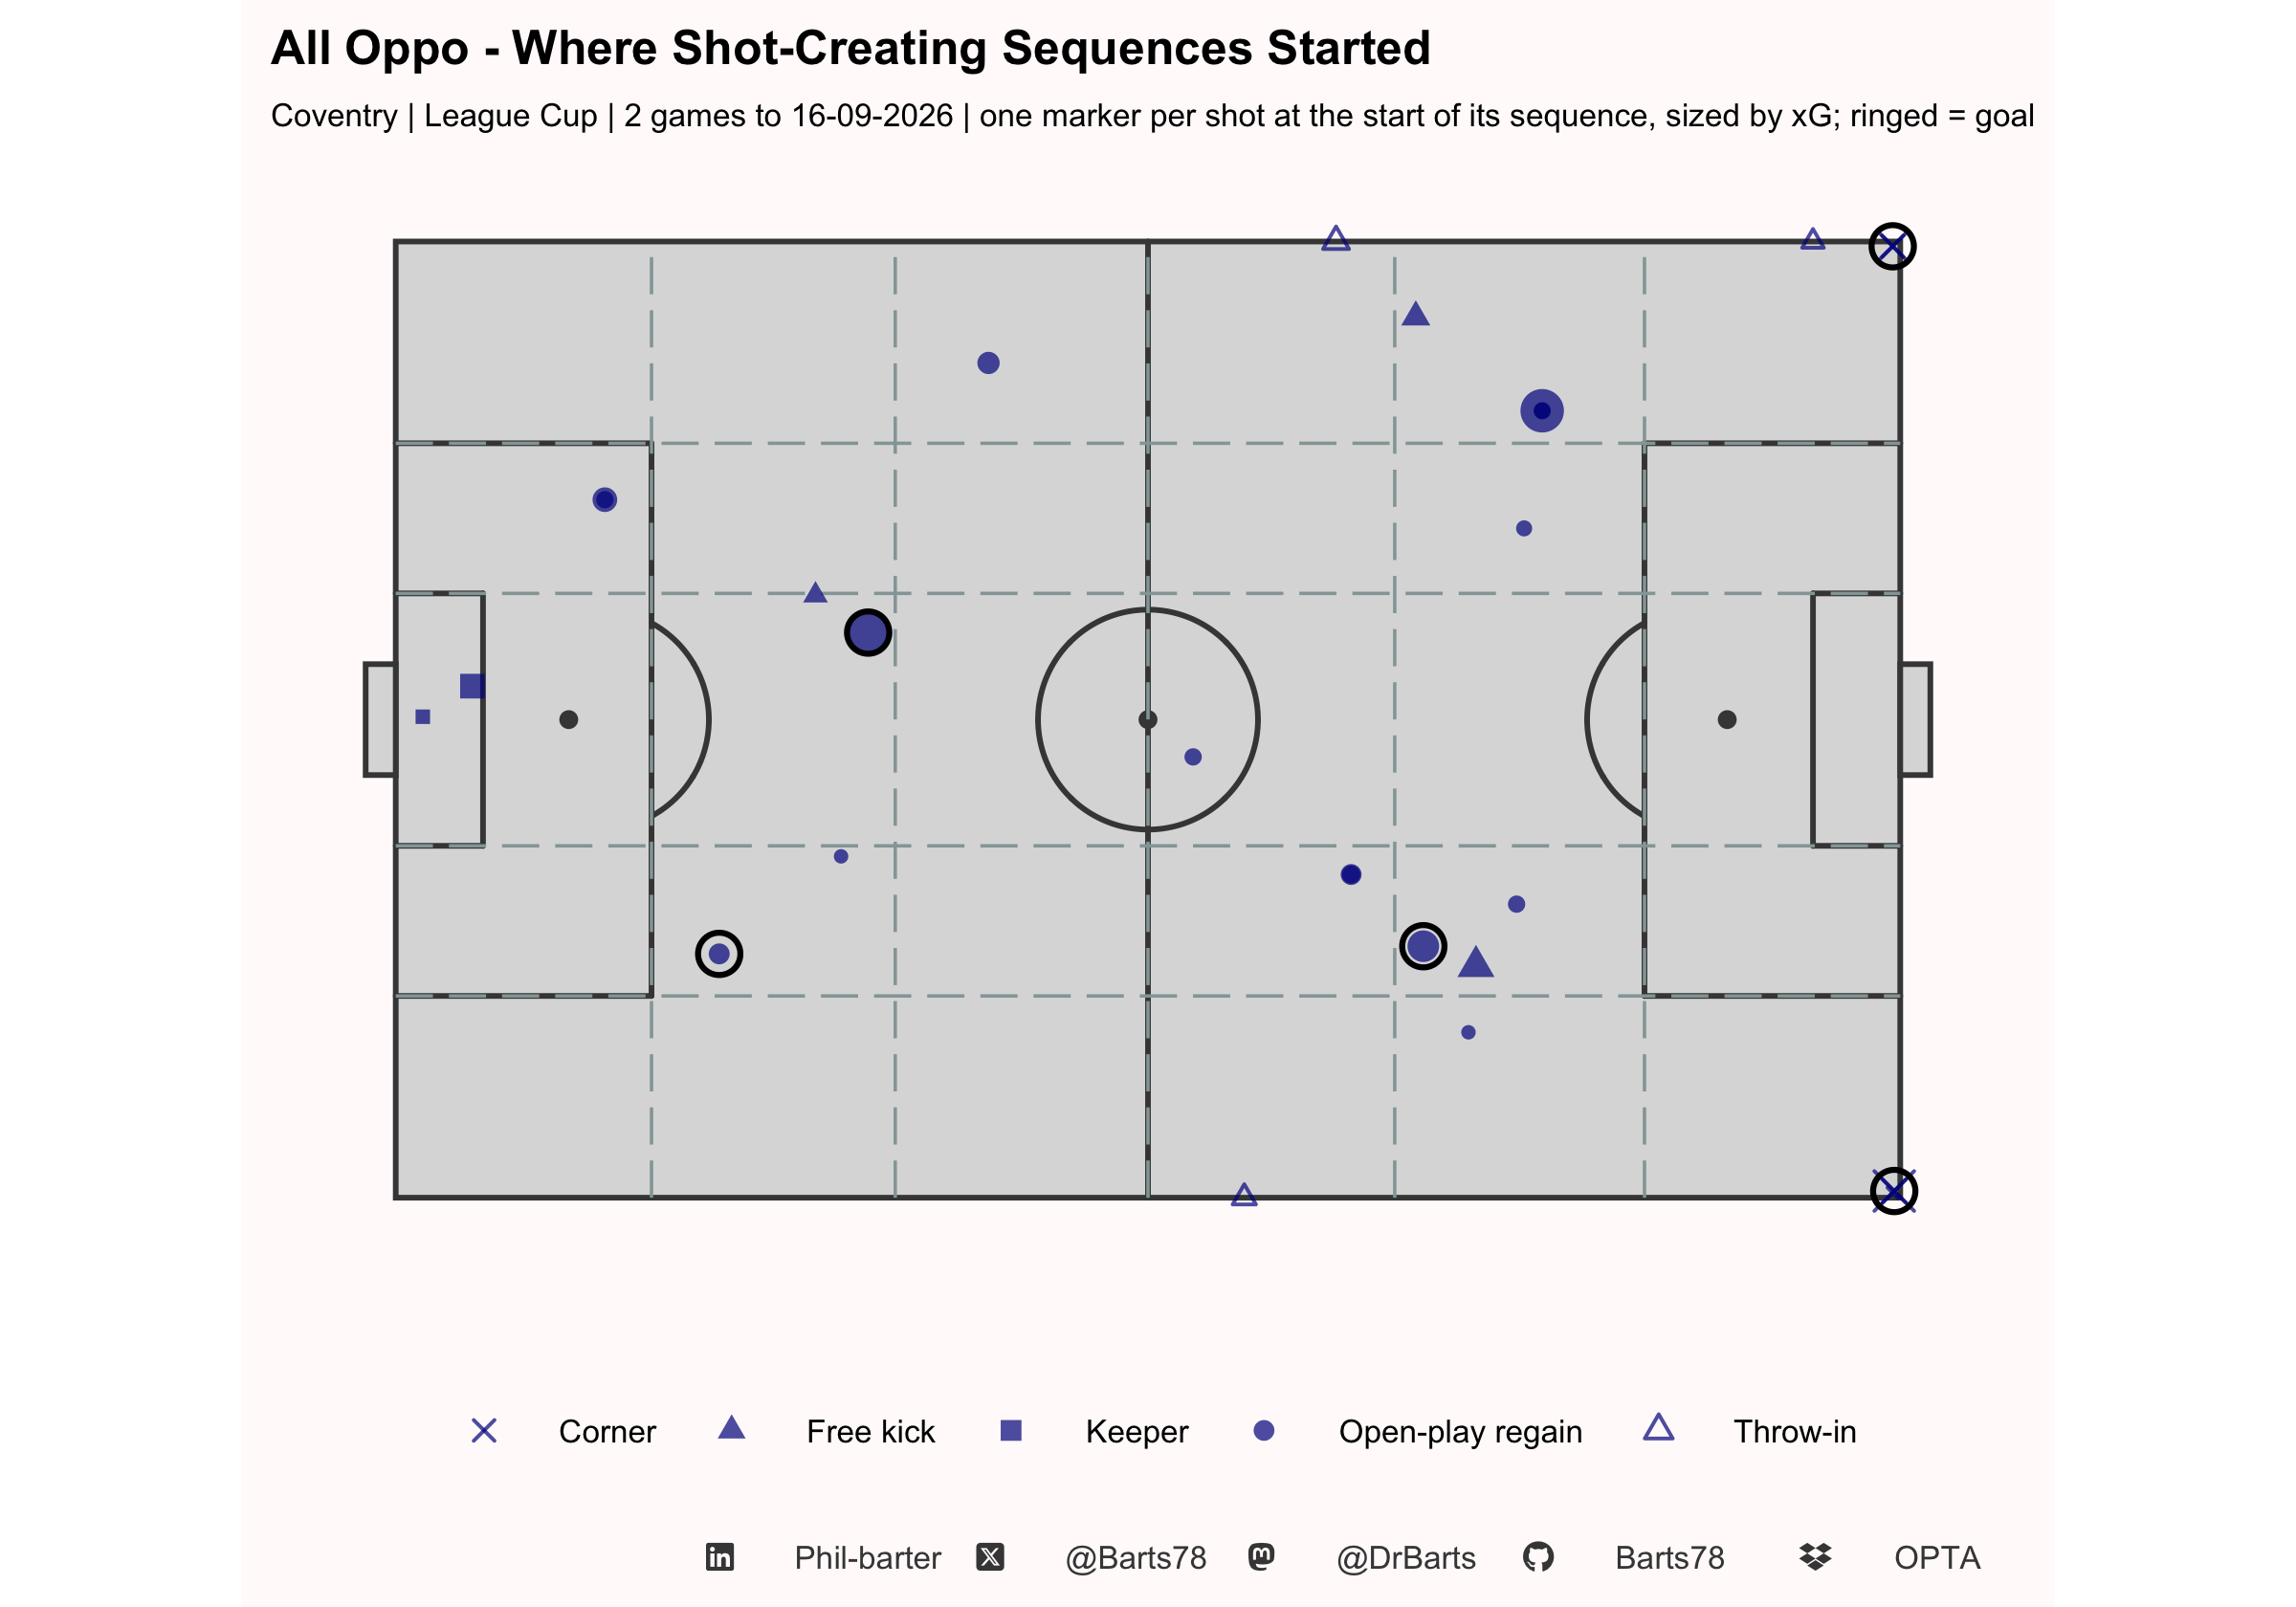 All Oppo - Where Shot-Creating Sequences Started
Coventry | League Cup | 2 games to 16-09-2026 | one marker per shot at the start of its sequence, sized by xG; ringed = goal
Corner Free kick Keeper Open-play regain Throw-in
Phil-barter @Barts78 @DrBarts Barts78 OPTA